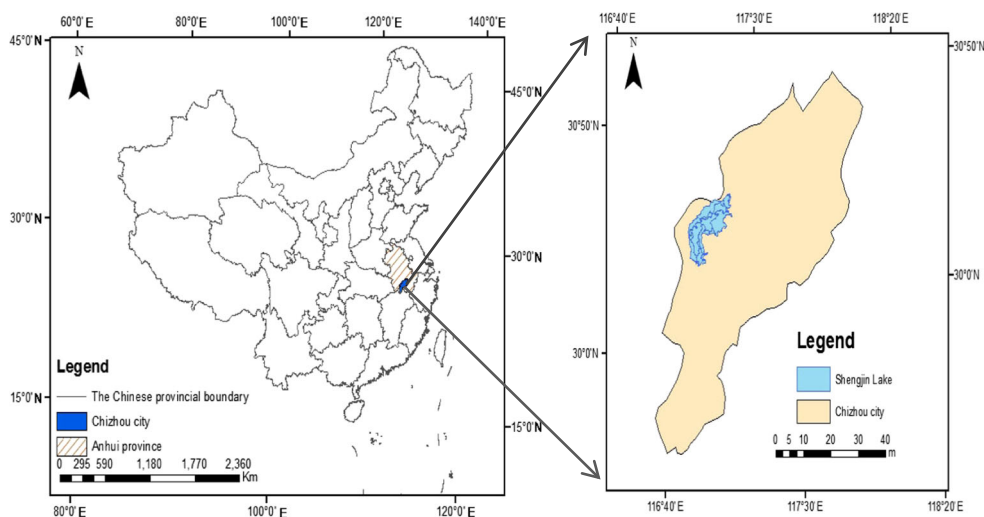 60°0'E 80°0'E 100°0'E 120°0'E 140°0'E
45°0'N
N
45°0'N
30°0'N
30°0'N
15°0'N
15°0'N
Legend
The Chinese provincial boundary
Chizhou city
Anhui province
0 295 590 1,180 1,770 2,360
Km
80°0'E 100°0'E 120°0'E
116°40'E 117°30'E 118°20'E
30°50'N
N
30°50'N
30°0'N
30°0'N
Legend
Shengjin Lake
Chizhou city
0 5 10 20 30 40
m
116°40'E 117°30'E 118°20'E